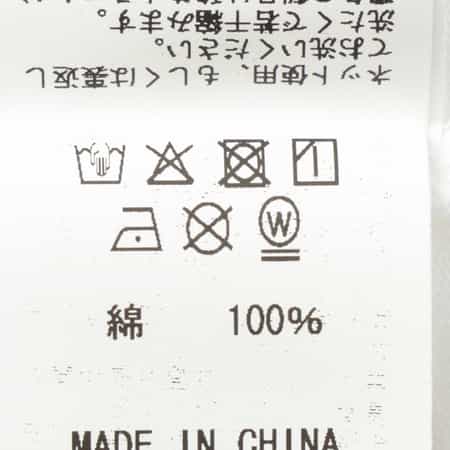 ネット使用、もしくは裏返し
てお洗いください。
洗たくで若干縮みます。
W
綿 100%
MADE IN CHINA